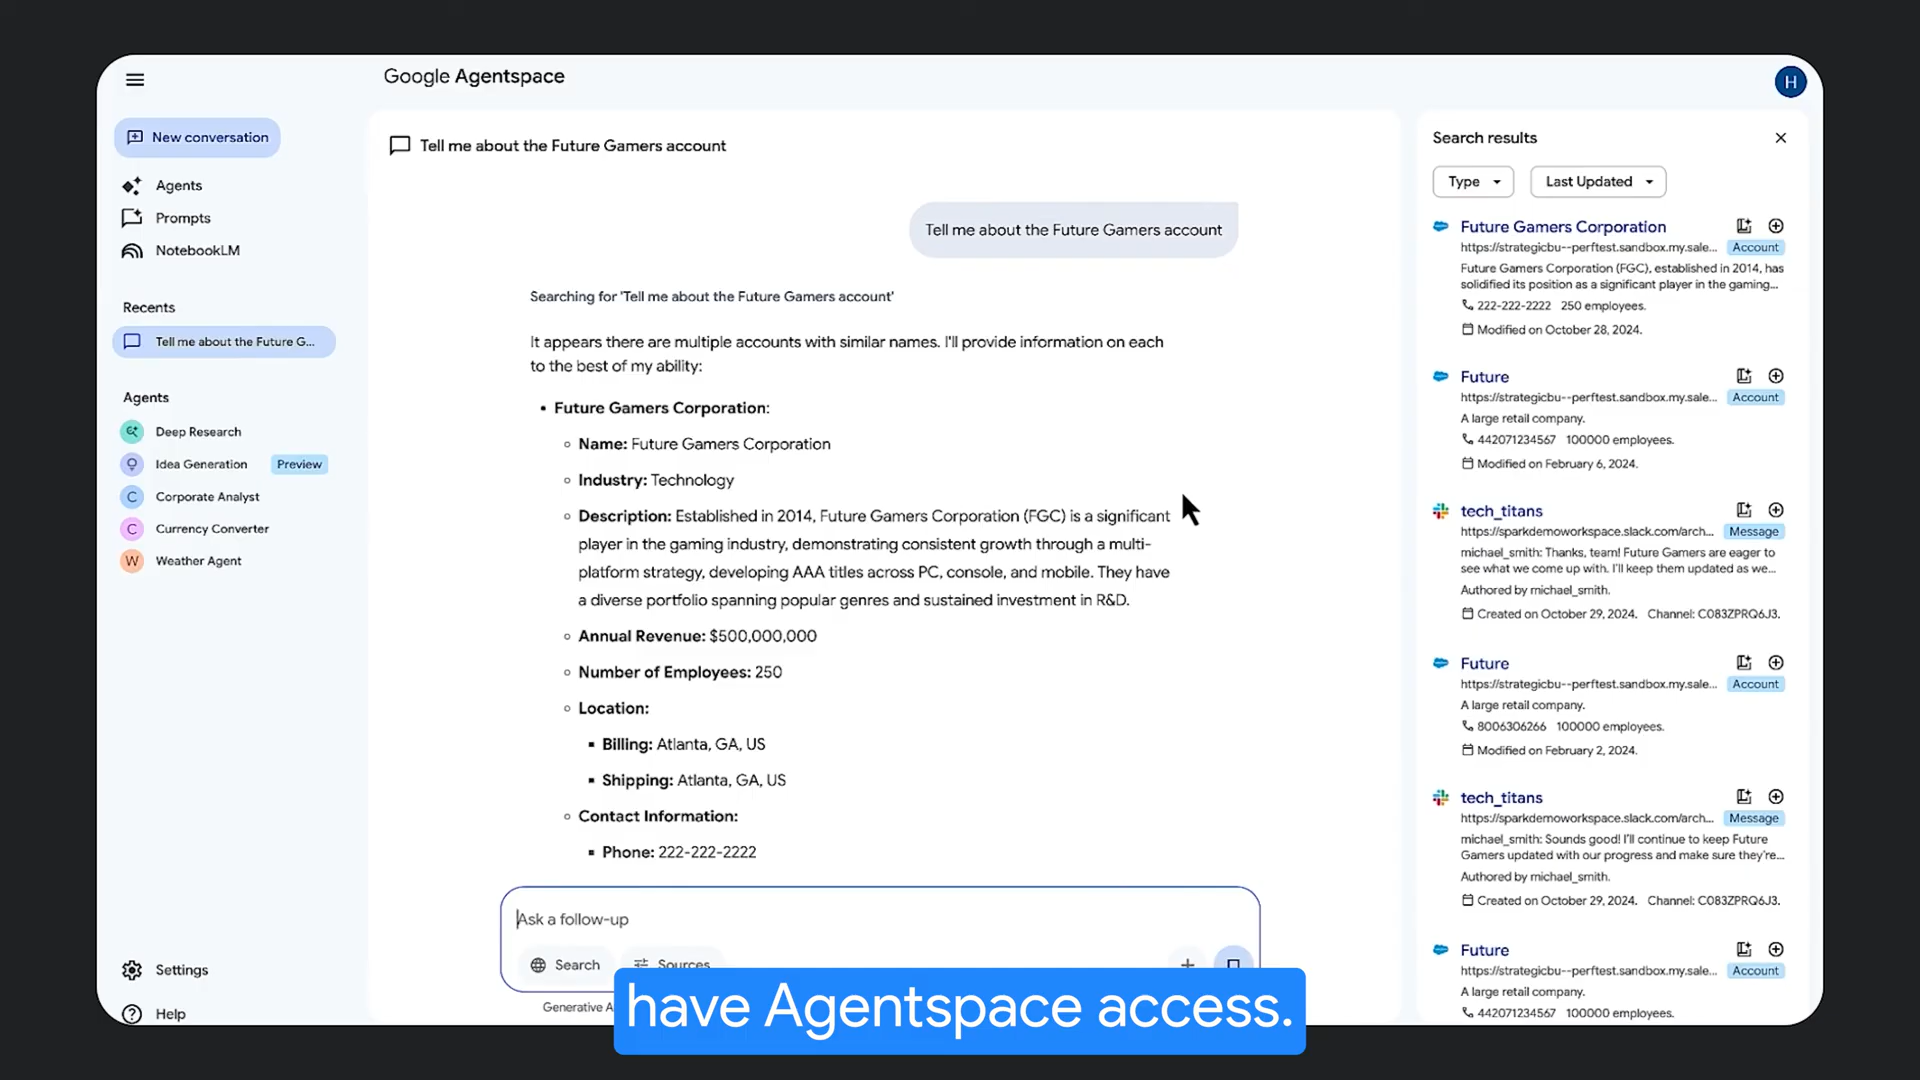 Google Agentspace
H
New conversation
Agents
Prompts
NotebookLM
Recents
Tell me about the Future G...
Agents
Deep Research
Idea Generation Preview
C Corporate Analyst
C Currency Converter
W Weather Agent
Settings
Help
Tell me about the Future Gamers account
Tell me about the Future Gamers account
Searching for 'Tell me about the Future Gamers account'
It appears there are multiple accounts with similar names. I'll provide information on each
to the best of my ability:
• Future Gamers Corporation:
◦ Name: Future Gamers Corporation
◦ Industry: Technology
◦ Description: Established in 2014, Future Gamers Corporation (FGC) is a significant
player in the gaming industry, demonstrating consistent growth through a multi-
platform strategy, developing AAA titles across PC, console, and mobile. They have
a diverse portfolio spanning popular genres and sustained investment in R&D.
◦ Annual Revenue: $500,000,000
◦ Number of Employees: 250
◦ Location:
▪ Billing: Atlanta, GA, US
▪ Shipping: Atlanta, GA, US
◦ Contact Information:
▪ Phone: 222-222-2222
Ask a follow-up
Search Sources
Generative A
have Agentspace access.
Search results
Type Last Updated
Future Gamers Corporation
https://strategicbu--perftest.sandbox.my.sale... Account
Future Gamers Corporation (FGC), established in 2014, has
solidified its position as a significant player in the gaming...
222-222-2222 250 employees.
Modified on October 28, 2024.
Future
https://strategicbu--perftest.sandbox.my.sale... Account
A large retail company.
442071234567 100000 employees.
Modified on February 6, 2024.
tech_titans
https://sparkdemoworkspace.slack.com/arch... Message
michael_smith: Thanks, team! Future Gamers are eager to
see what we come up with. I'll keep them updated as we...
Authored by michael_smith.
Created on October 29, 2024. Channel: C083ZPRQ6J3.
Future
https://strategicbu--perftest.sandbox.my.sale... Account
A large retail company.
8006306266 100000 employees.
Modified on February 2, 2024.
tech_titans
https://sparkdemoworkspace.slack.com/arch... Message
michael_smith: Sounds good! I'll continue to keep Future
Gamers updated with our progress and make sure they're...
Authored by michael_smith.
Created on October 29, 2024. Channel: C083ZPRQ6J3.
Future
https://strategicbu--perftest.sandbox.my.sale... Account
A large retail company.
442071234567 100000 employees.